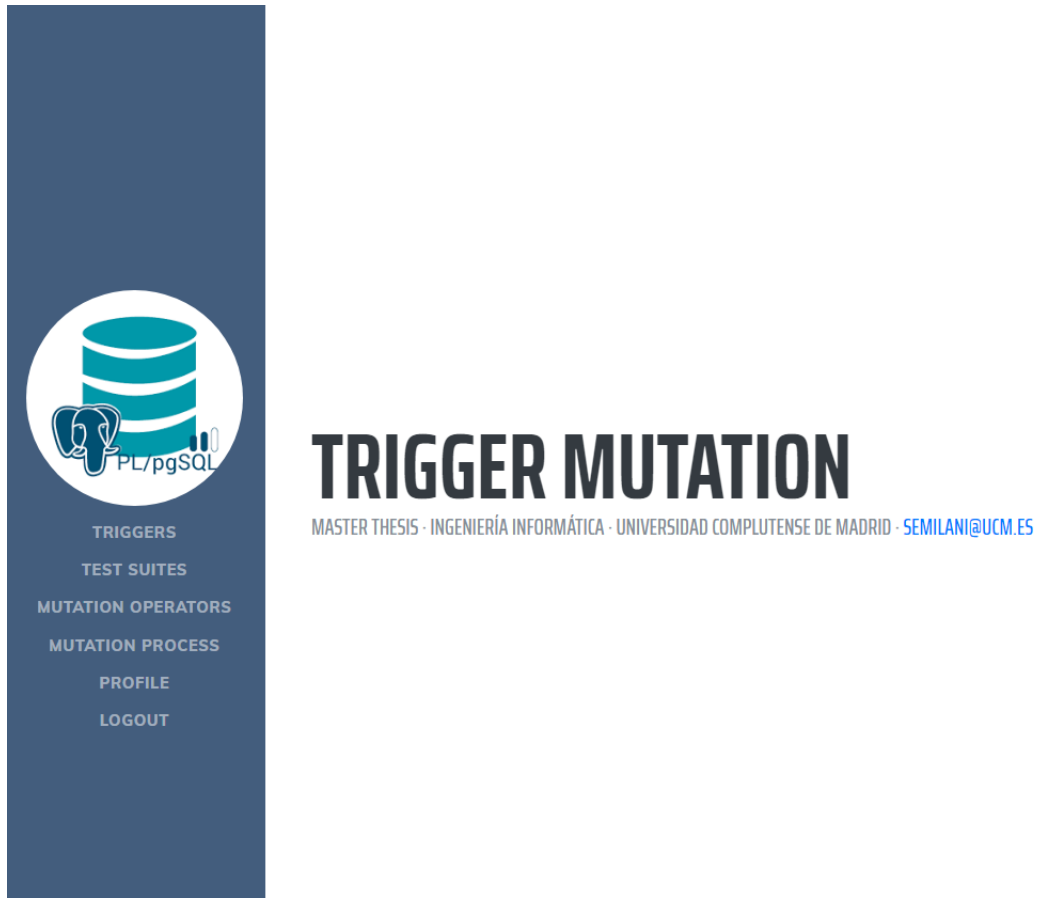 PL/pgSQL
TRIGGERS
TEST SUITES
MUTATION OPERATORS
MUTATION PROCESS
PROFILE
LOGOUT
TRIGGER MUTATION
MASTER THESIS · INGENIERÍA INFORMÁTICA · UNIVERSIDAD COMPLUTENSE DE MADRID · SEMILANI@UCM.ES